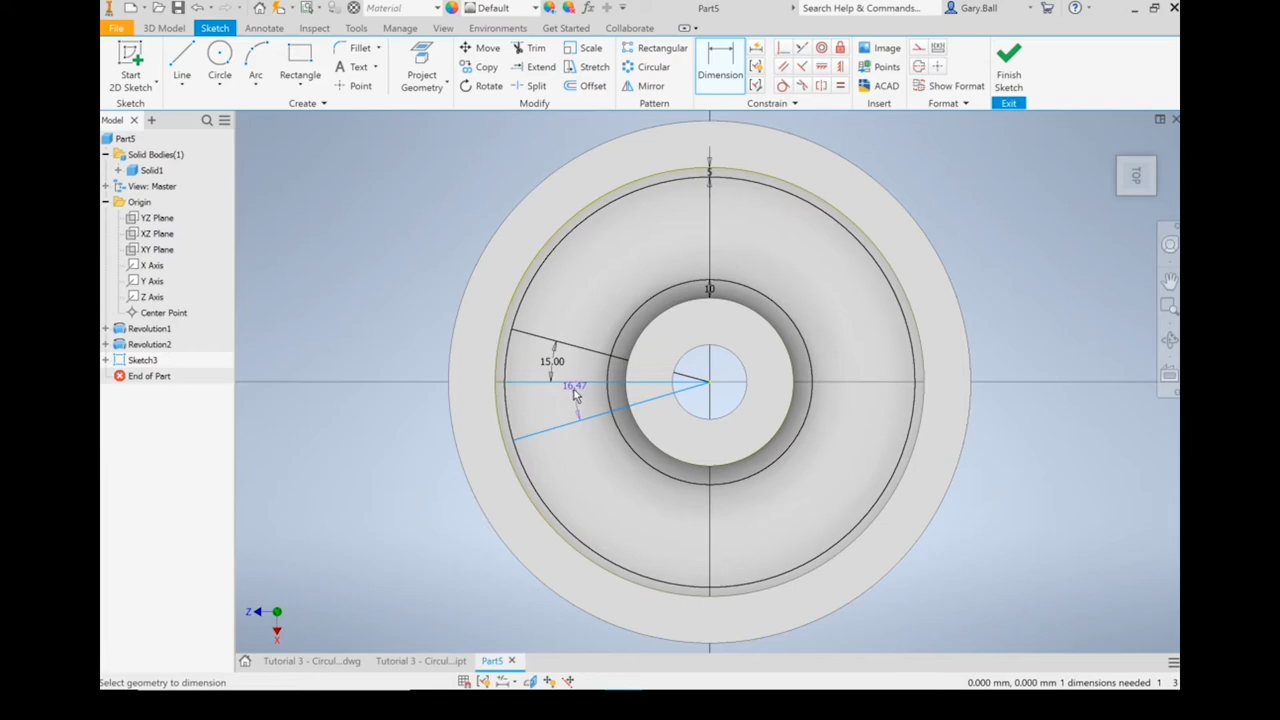 Material
Default
Part5
Search Help & Commands...
Gary.Ball
File
3D Model
Sketch
Annotate
Inspect
Tools
Manage
View
Environments
Get Started
Collaborate
Start
2D Sketch
Line
Circle
Arc
Rectangle
Fillet
Text
Point
Project
Geometry
Move
Copy
Rotate
Trim
Extend
Split
Scale
Stretch
Offset
Rectangular
Circular
Mirror
Dimension
Image
Points
ACAD
Show Format
Finish
Sketch
Sketch
Create
Modify
Pattern
Constrain
Insert
Format
Exit
Model
Part5
Solid Bodies(1)
Solid1
View: Master
Origin
YZ Plane
XZ Plane
XY Plane
X Axis
Y Axis
Z Axis
Center Point
Revolution1
Revolution2
Sketch3
End of Part
TOP
5
10
15,00
16,47
Z
X
Tutorial 3 - Circul...dwg
Tutorial 3 - Circul...ipt
Part5
Select geometry to dimension
0.000 mm, 0.000 mm 1 dimensions needed 1 3